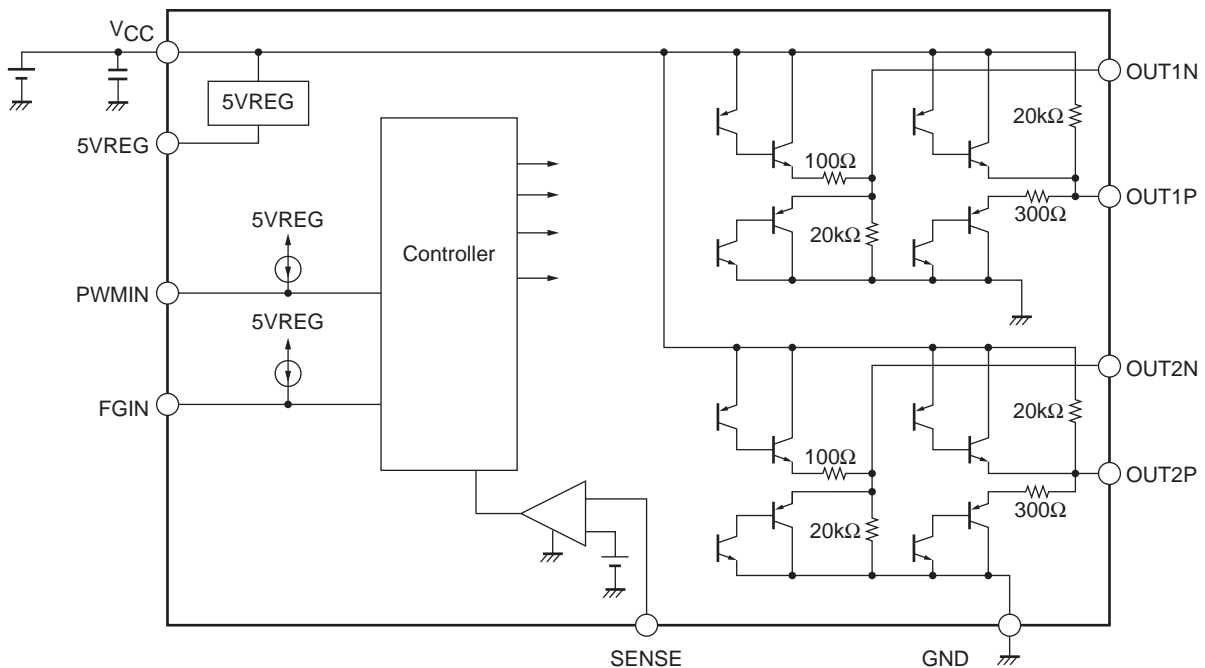 VCC
OUT1N
5VREG
20kΩ
5VREG
100Ω
OUT1P
5VREG
300Ω
20kΩ
Controller
PWMIN
5VREG
OUT2N
FGIN
20kΩ
100Ω
OUT2P
300Ω
20kΩ
SENSE
GND